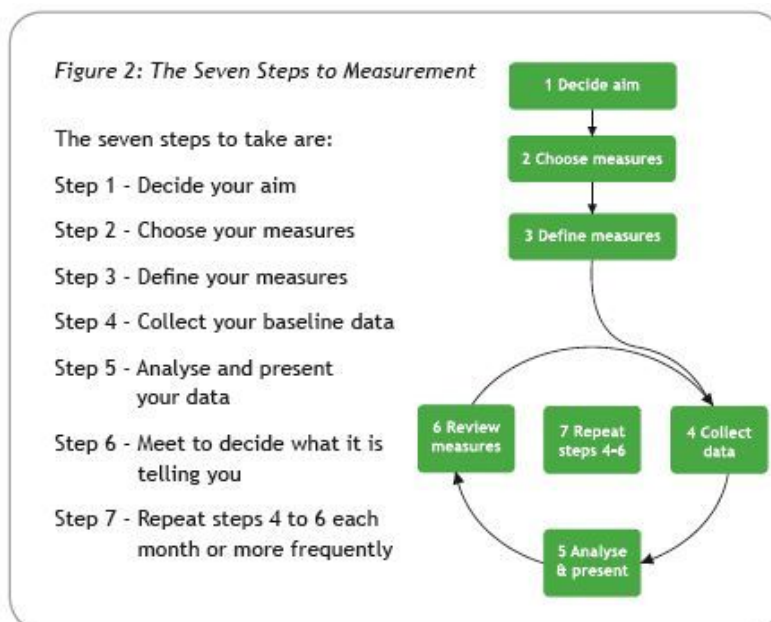 Figure 2: The Seven Steps to Measurement
The seven steps to take are:
Step 1 - Decide your aim
Step 2 - Choose your measures
Step 3 - Define your measures
Step 4 - Collect your baseline data
Step 5 - Analyse and present
your data
Step 6 - Meet to decide what it is
telling you
Step 7 - Repeat steps 4 to 6 each
month or more frequently
1 Decide aim
2 Choose measures
3 Define measures
6 Review
measures
7 Repeat
steps 4-6
4 Collect
data
5 Analyse
& present